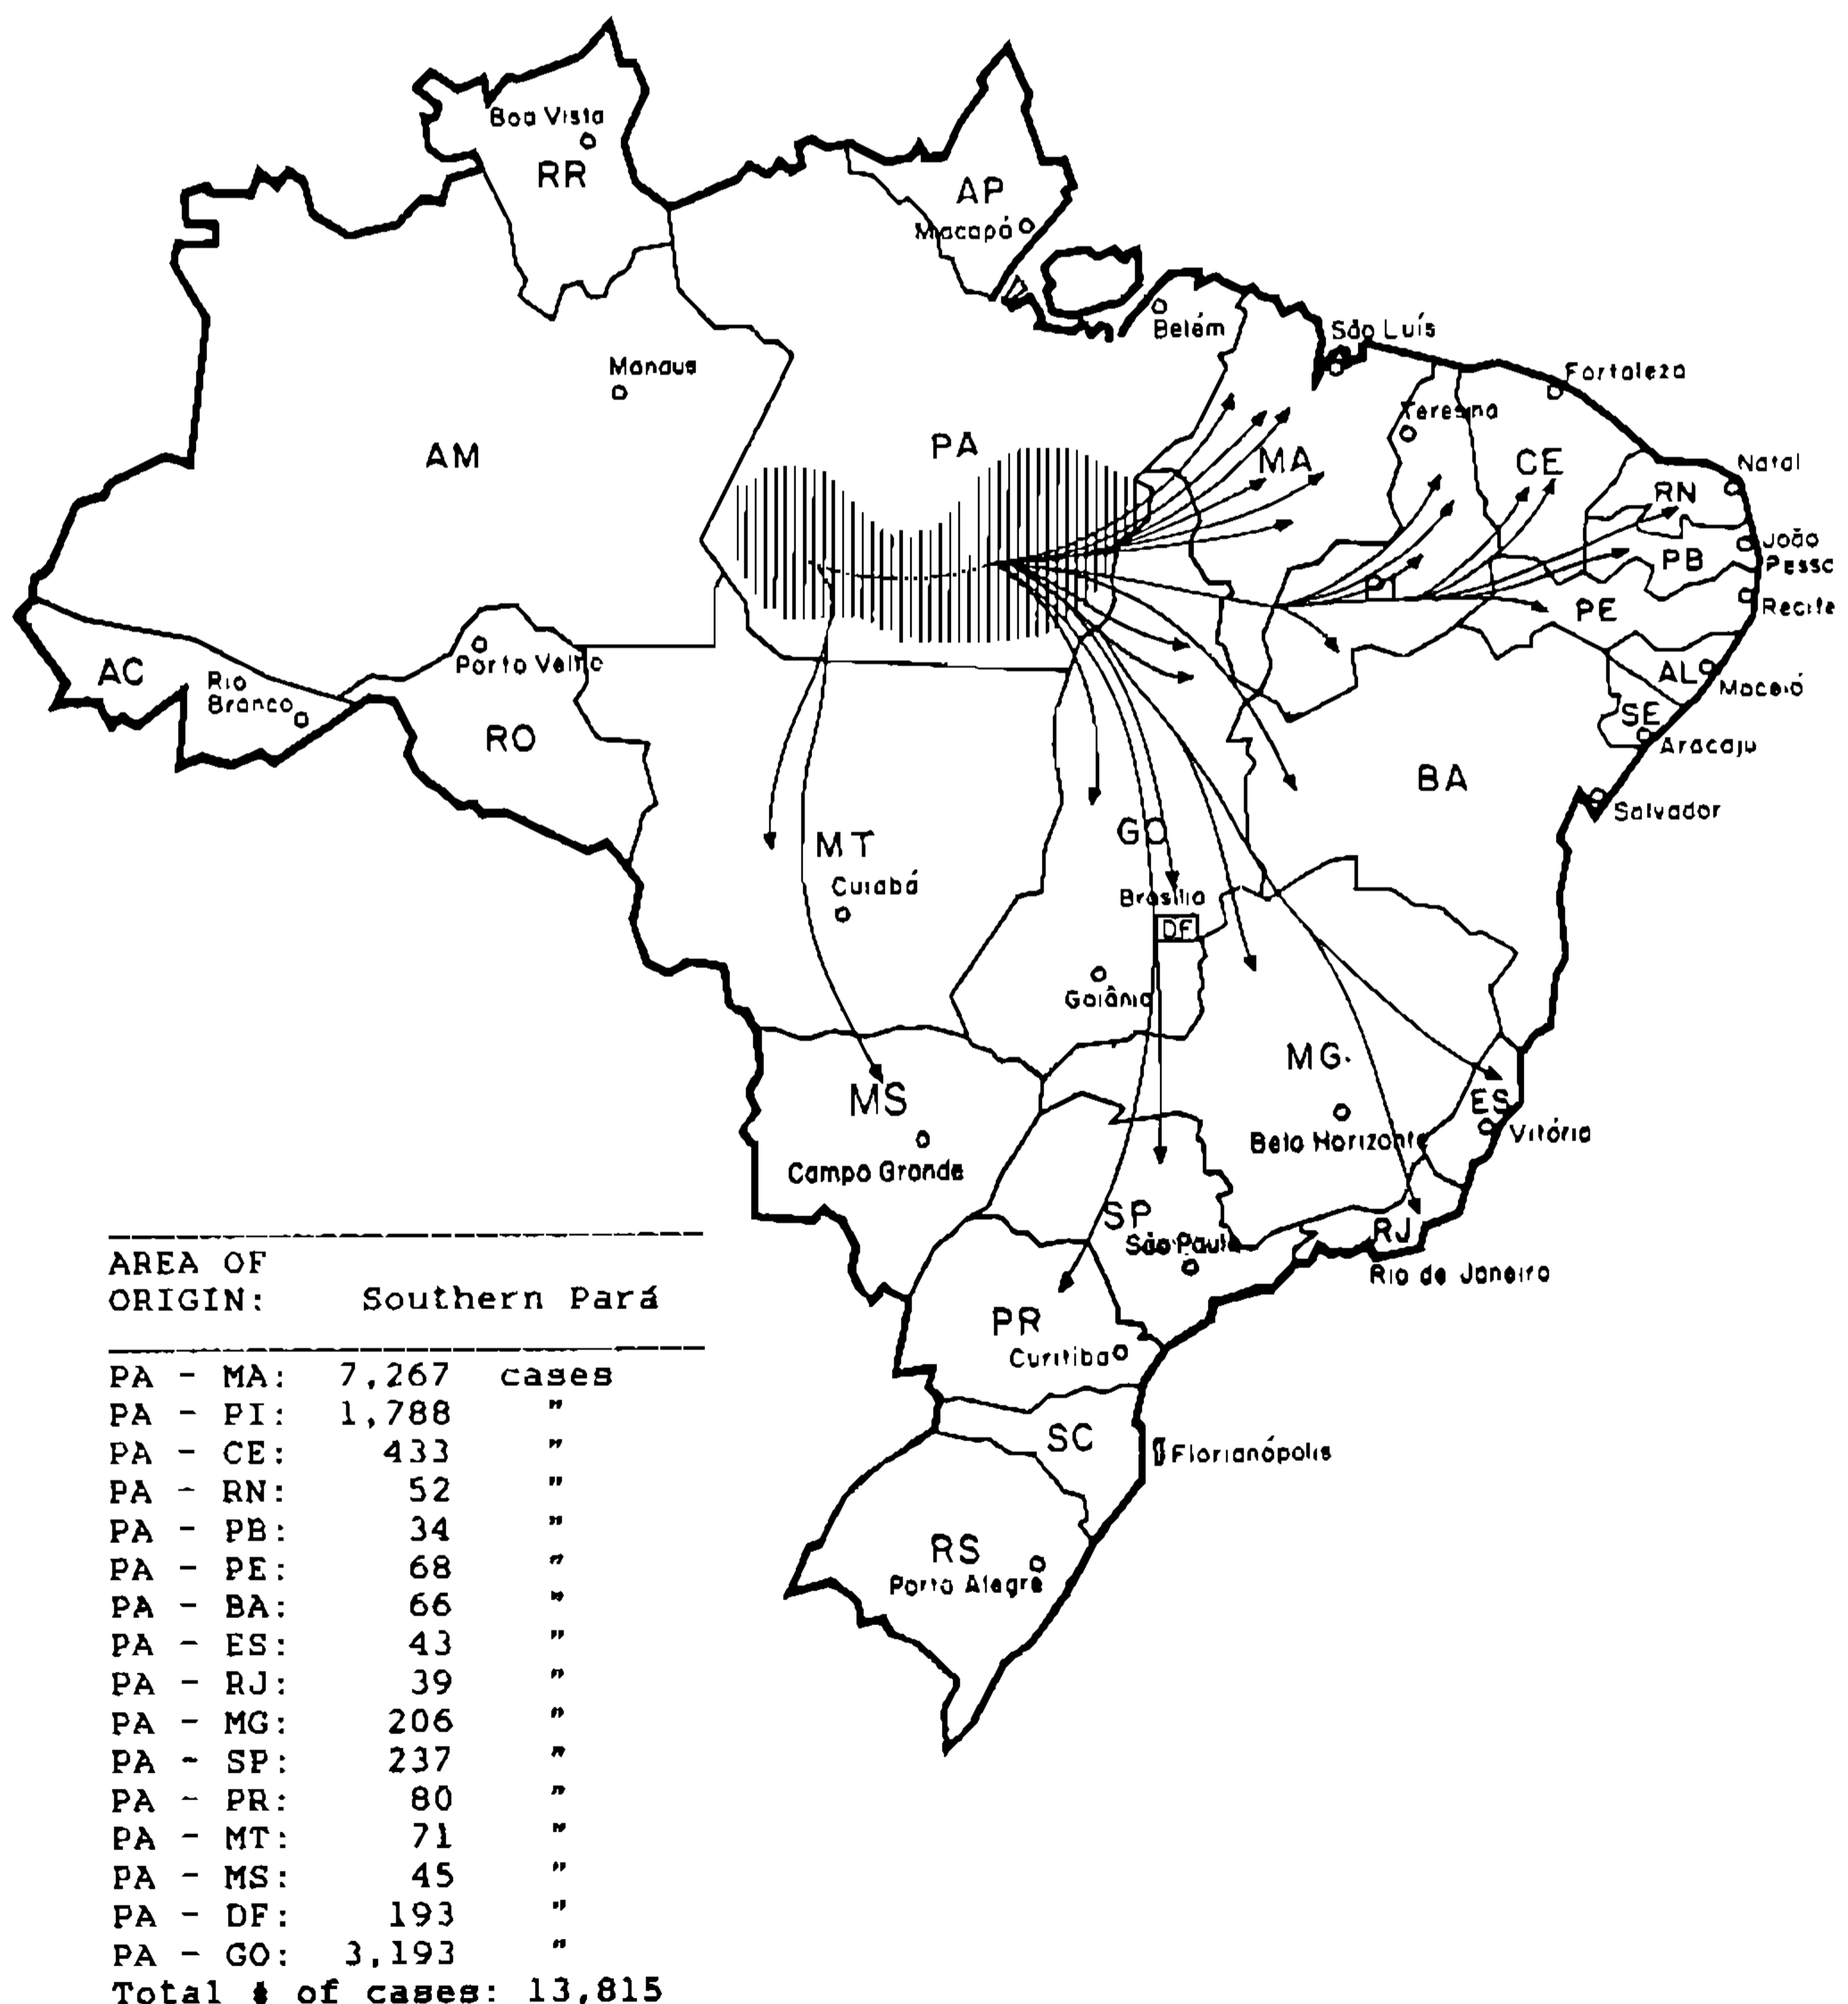 Boa Vista
RR
AP
Macapá
Belém
São Luís
Fortaleza
Manaus
Teresina
AM
PA
MA
CE
Natal
RN
João
Pesso
PB
PI
PE
Recife
AC
Rio
Branco
Porto Velho
RO
AL
Maceió
SE
Aracaju
BA
Salvador
MT
Cuiabá
GO
Brasília
DF
Goiânia
MG.
MS
Campo Grande
Belo Horizonte
ES
Vitória
SP
São Paulo
RJ
Rio de Janeiro
PR
Curitiba
SC
Florianópolis
RS
Porto Alegre
AREA OF
ORIGIN: Southern Pará
PA - MA: 7,267 cases
PA - PI: 1,788 "
PA - CE: 433 "
PA - RN: 52 "
PA - PB: 34 "
PA - PE: 68 "
PA - BA: 66 "
PA - ES: 43 "
PA - RJ: 39 "
PA - MG: 206 "
PA - SP: 237 "
PA - PR: 80 "
PA - MT: 71 "
PA - MS: 45 "
PA - DF: 193 "
PA - GO: 3,193 "
Total # of cases: 13,815